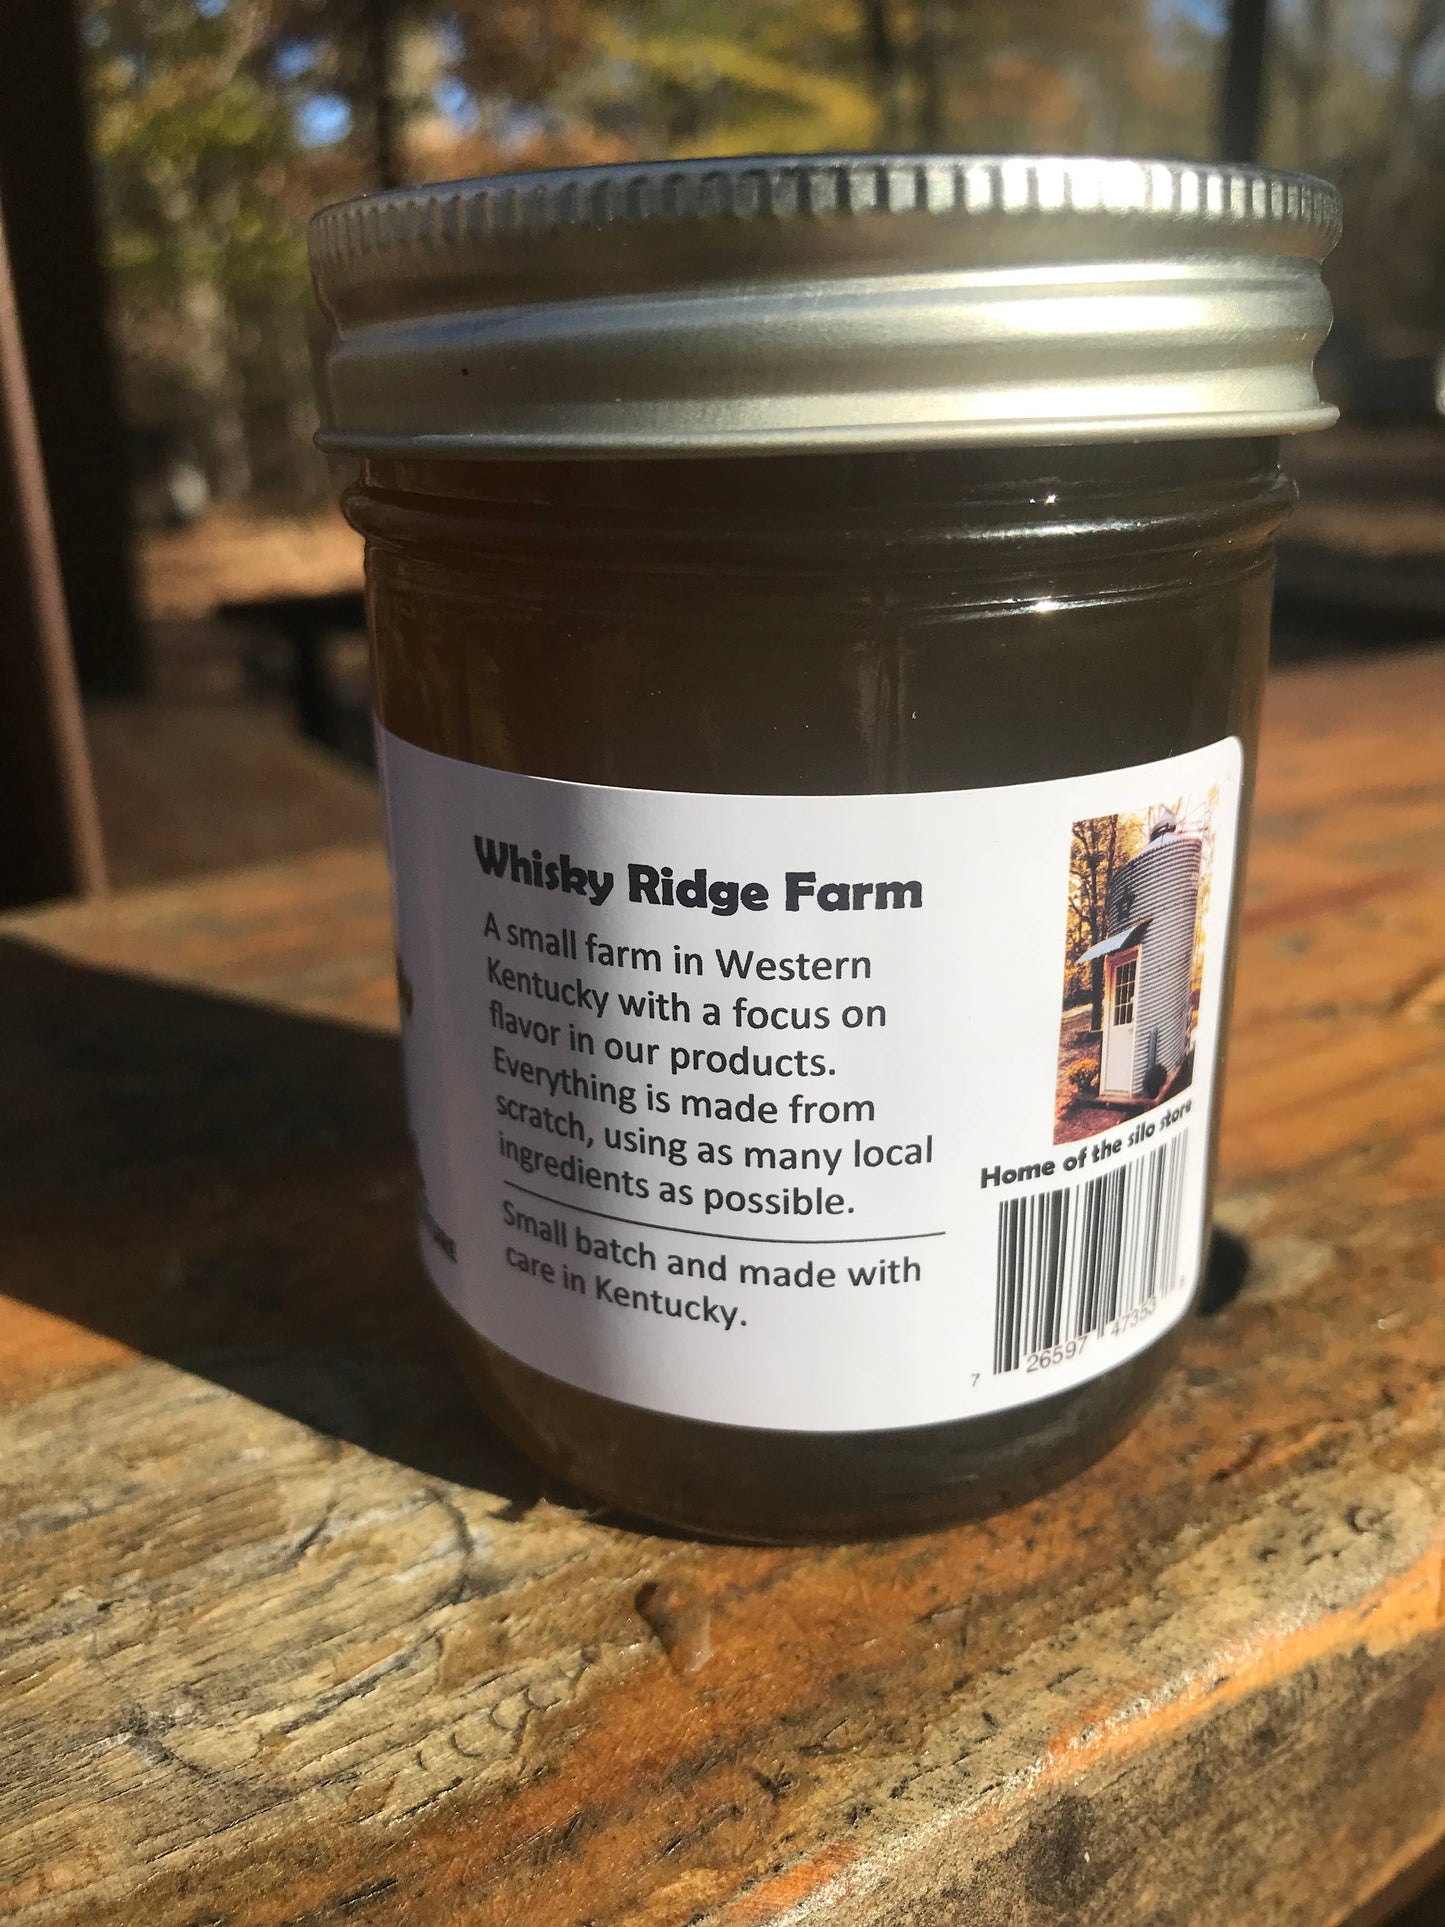 Whisky Ridge Farm
A small farm in Western
Kentucky with a focus on
flavor in our products.
Everything is made from
scratch, using as many local
ingredients as possible.
Small batch and made with
care in Kentucky.
Home of the silo store
7 26597 47353